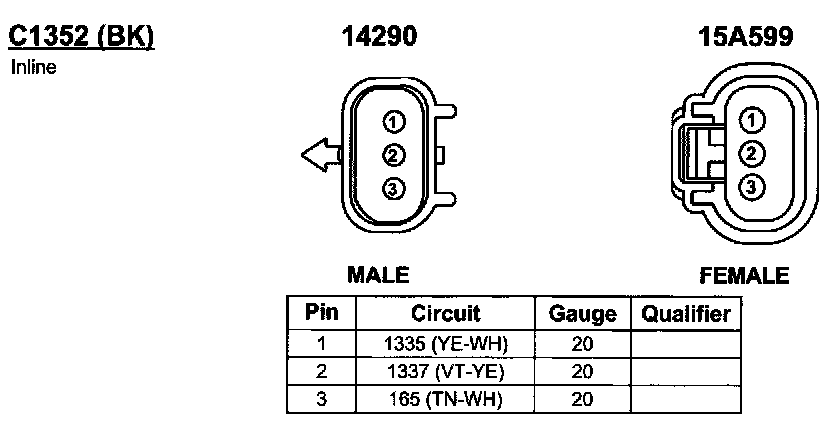 C1352 (BK) 14290 15A599
Inline
1 1
2 2
3 3
MALE FEMALE
Pin Circuit Gauge Qualifier
1 1335 (YE-WH) 20
2 1337 (VT-YE) 20
3 165 (TN-WH) 20